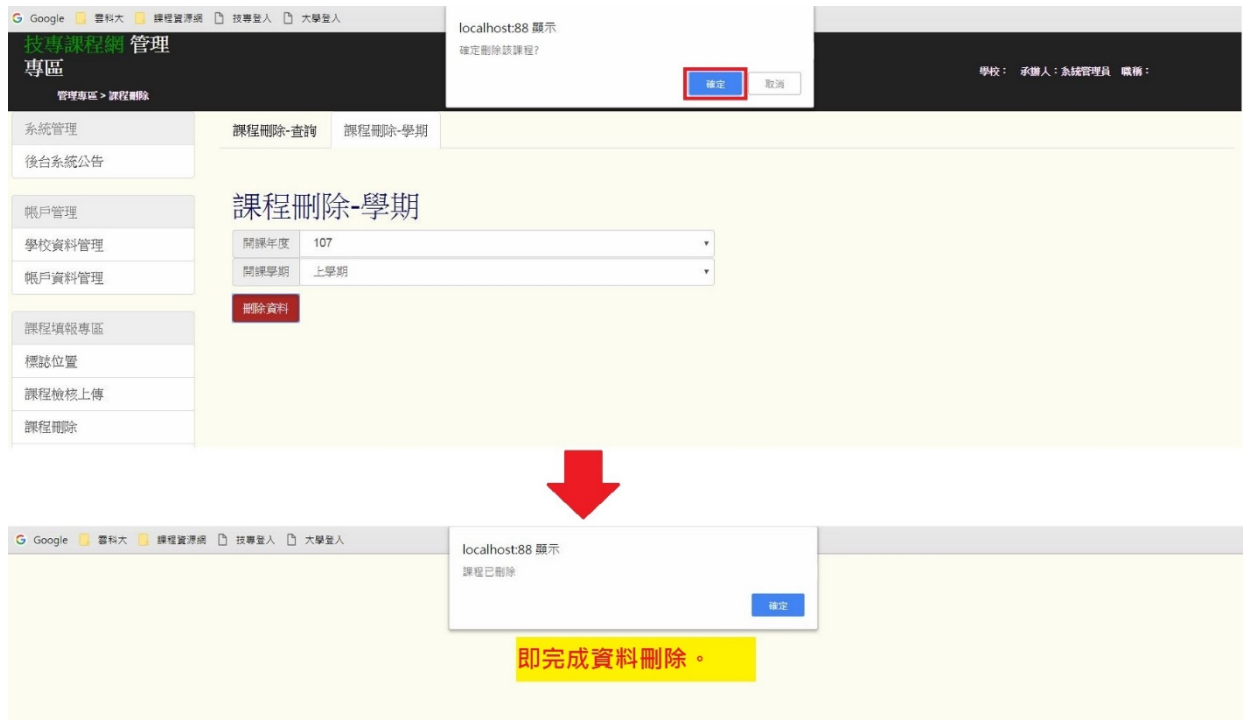 Google 雲科大 課程資源網 技專登入 大學登入
localhost:88 顯示
確定刪除該課程?
確定 取消
技專課程網 管理
專區
管理專區 > 課程刪除
學校： 承辦人：系統管理員 職稱：
系統管理
後台系統公告
帳戶管理
學校資料管理
帳戶資料管理
課程填報專區
標誌位置
課程檢核上傳
課程刪除
課程刪除-查詢 課程刪除-學期
課程刪除-學期
開課年度 107
開課學期 上學期
刪除資料
Google 雲科大 課程資源網 技專登入 大學登入
localhost:88 顯示
課程已刪除
確定
即完成資料刪除。